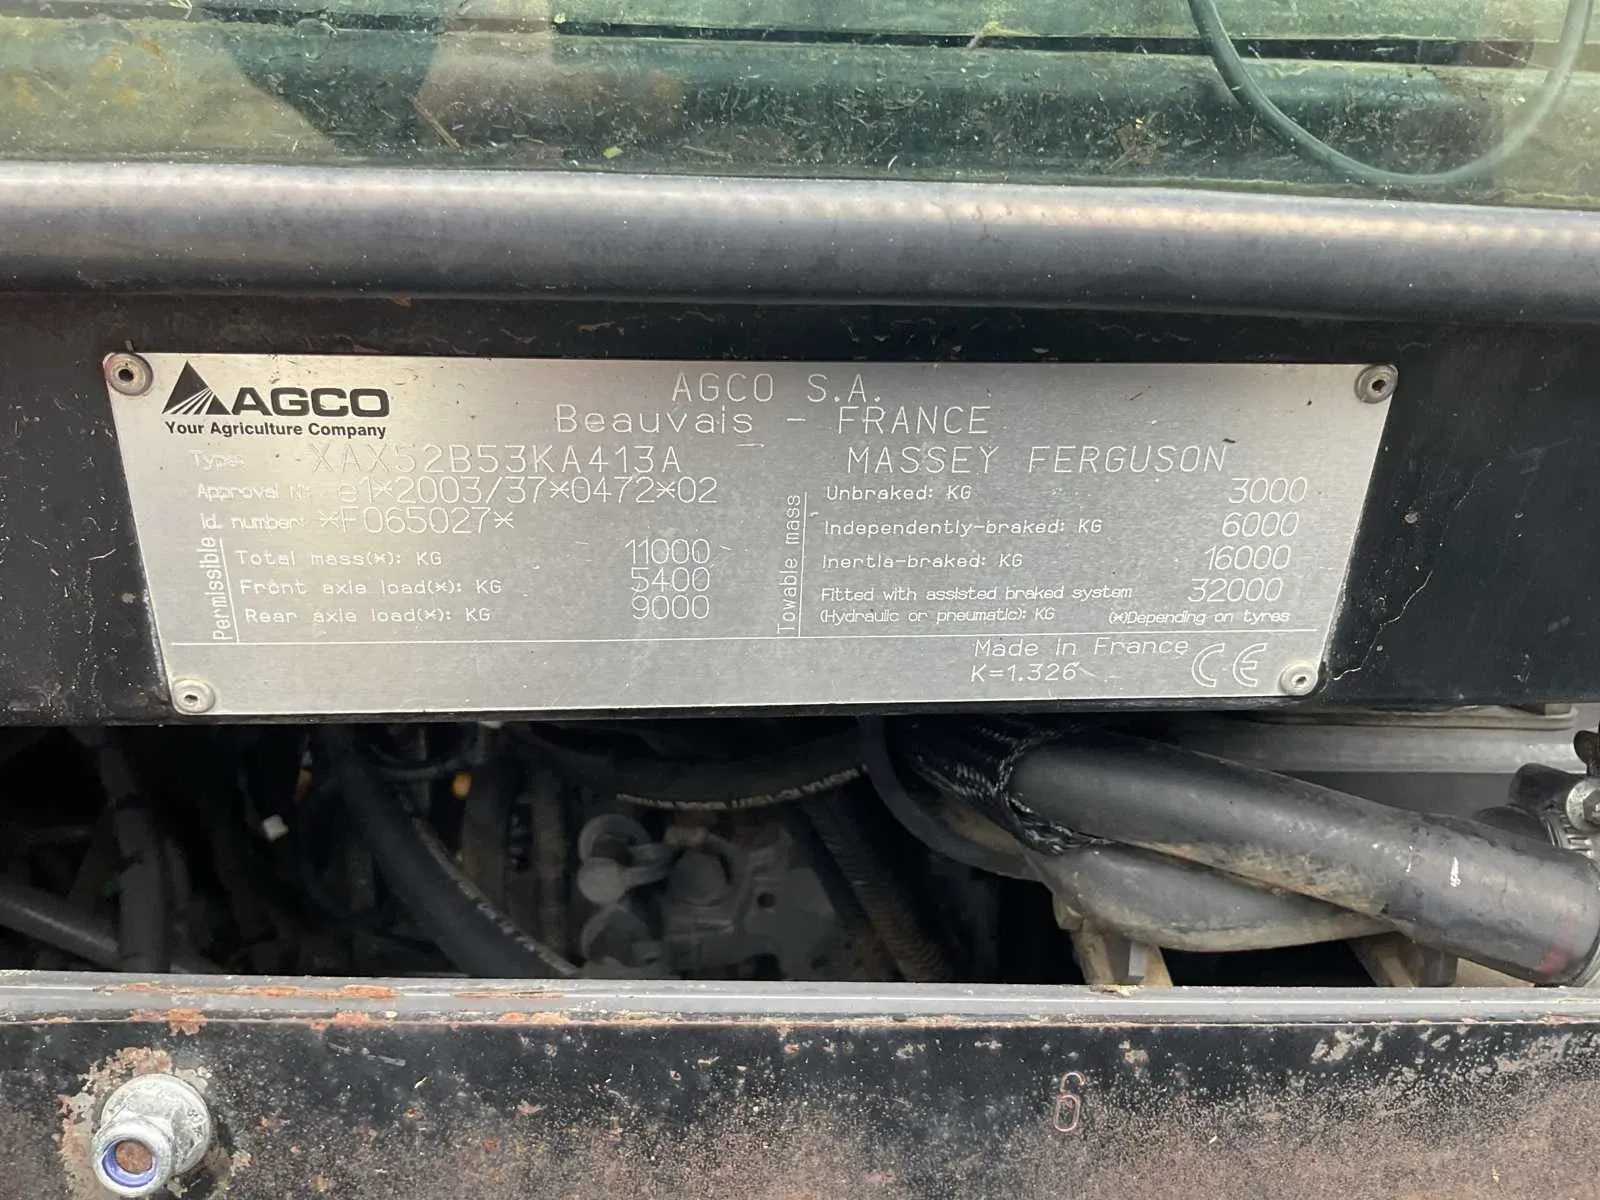 AGCO
Your Agriculture Company
AGCO S.A.
Beauvais - FRANCE
Type: XAX52B53KA413A MASSEY FERGUSON
Approval N°: e1*2003/37*0472*02
Id. number: *F065027*
Permissible
Total mass(*): KG 11000
Front axle load(*): KG 5400
Rear axle load(*): KG 9000
Towable mass
Unbraked: KG 3000
Independently-braked: KG 6000
Inertia-braked: KG 16000
Fitted with assisted braked system 32000
(Hydraulic or pneumatic): KG (*)Depending on tyres
Made in France
K=1.326
CE
6